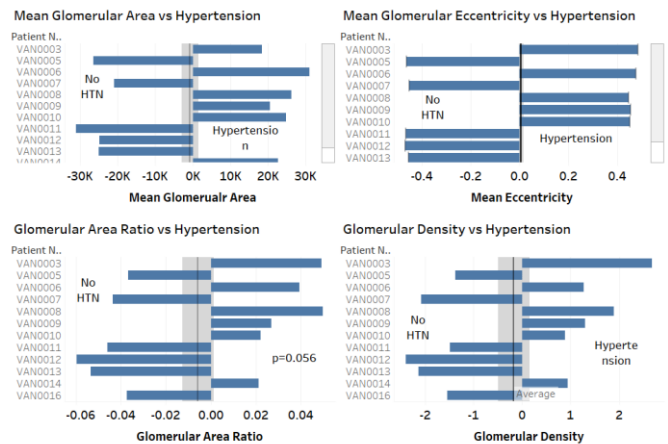 Mean Glomerular Area vs Hypertension
Patient N..
VAN0003
VAN0005
VAN0006
VAN0007
VAN0008
VAN0009
VAN0010
VAN0011
VAN0012
VAN0013
VAN0014
No
HTN
Hypertensio
n
-30K -20K -10K 0K 10K 20K 30K
Mean Glomerualr Area
Mean Glomerular Eccentricity vs Hypertension
Patient N..
VAN0003
VAN0005
VAN0006
VAN0007
VAN0008
VAN0009
VAN0010
VAN0011
VAN0012
VAN0013
No
HTN
Hypertension
-0.4 -0.2 0.0 0.2 0.4
Mean Eccentricity
Glomerular Area Ratio vs Hypertension
Patient N..
VAN0003
VAN0005
VAN0006
VAN0007
VAN0008
VAN0009
VAN0010
VAN0011
VAN0012
VAN0013
VAN0014
VAN0016
No
HTN
p=0.056
-0.06 -0.04 -0.02 0.00 0.02 0.04
Glomerular Area Ratio
Glomerular Density vs Hypertension
Patient N..
VAN0003
VAN0005
VAN0006
VAN0007
VAN0008
VAN0009
VAN0010
VAN0011
VAN0012
VAN0013
VAN0014
VAN0016
No
HTN
Hyperte
nsion
Average
-2 -1 0 1 2
Glomerular Density